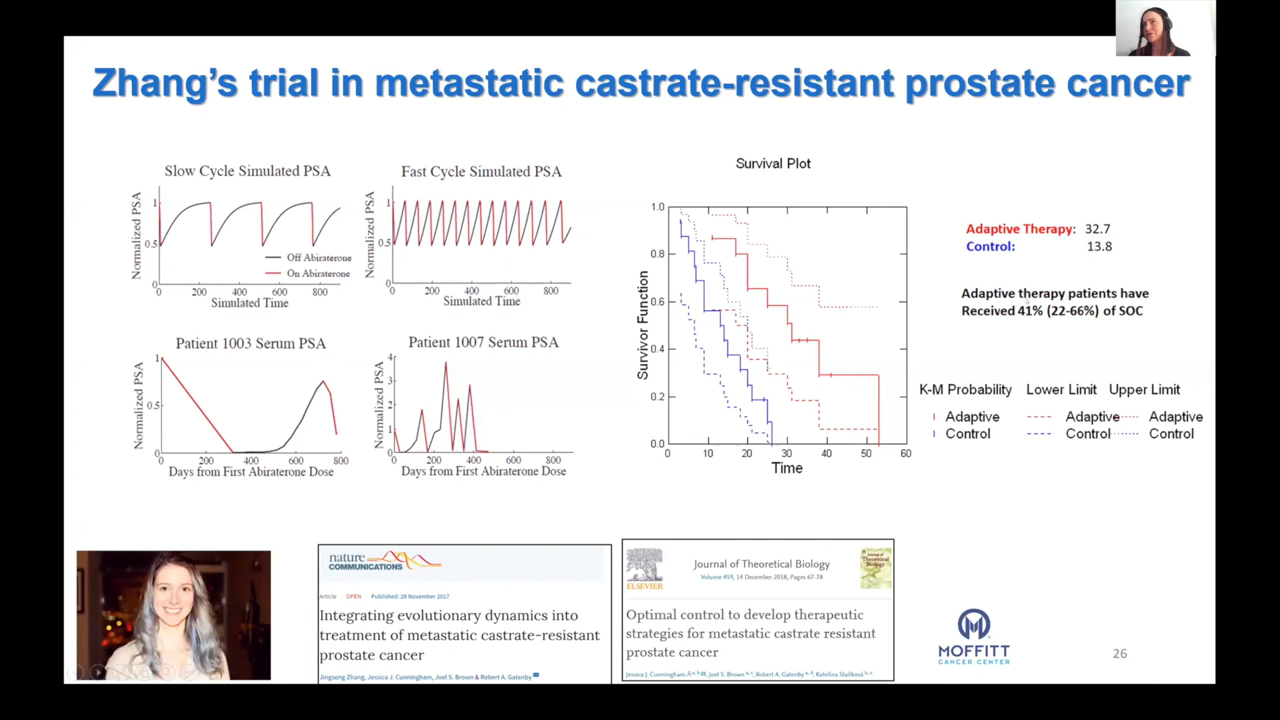 Zhang's trial in metastatic castrate-resistant prostate cancer
Slow Cycle Simulated PSA
Normalized PSA
1
0.5
0
200
400
600
800
Simulated Time
Off Abiraterone
On Abiraterone
Fast Cycle Simulated PSA
Normalized PSA
1
0.5
0
200
400
600
800
Simulated Time
Patient 1003 Serum PSA
Normalized PSA
1
0.5
0
0
200
400
600
800
Days from First Abiraterone Dose
Patient 1007 Serum PSA
Normalized PSA
4
3
2
1
0
0
200
400
600
800
Days from First Abiraterone Dose
Survival Plot
Survivor Function
1.0
0.8
0.6
0.4
0.2
0.0
0
10
20
30
40
50
60
Time
Adaptive Therapy: 32.7
Control: 13.8
Adaptive therapy patients have
Received 41% (22-66%) of SOC
K-M Probability Lower Limit Upper Limit
Adaptive Adaptive Adaptive
Control Control Control
nature
COMMUNICATIONS
Article OPEN Published: 28 November 2017
Integrating evolutionary dynamics into
treatment of metastatic castrate-resistant
prostate cancer
Jingsong Zhang, Jessica J. Cunningham, Joel S. Brown & Robert A. Gatenby
ELSEVIER
Journal of Theoretical Biology
Volume 459, 14 December 2018, Pages 67-78
Journal of
Theoretical
Biology
Optimal control to develop therapeutic
strategies for metastatic castrate resistant
prostate cancer
Jessica J. Cunningham, Joel S. Brown, Robert A. Gatenby, Kateřina Staňková
MOFFITT
CANCER CENTER
26